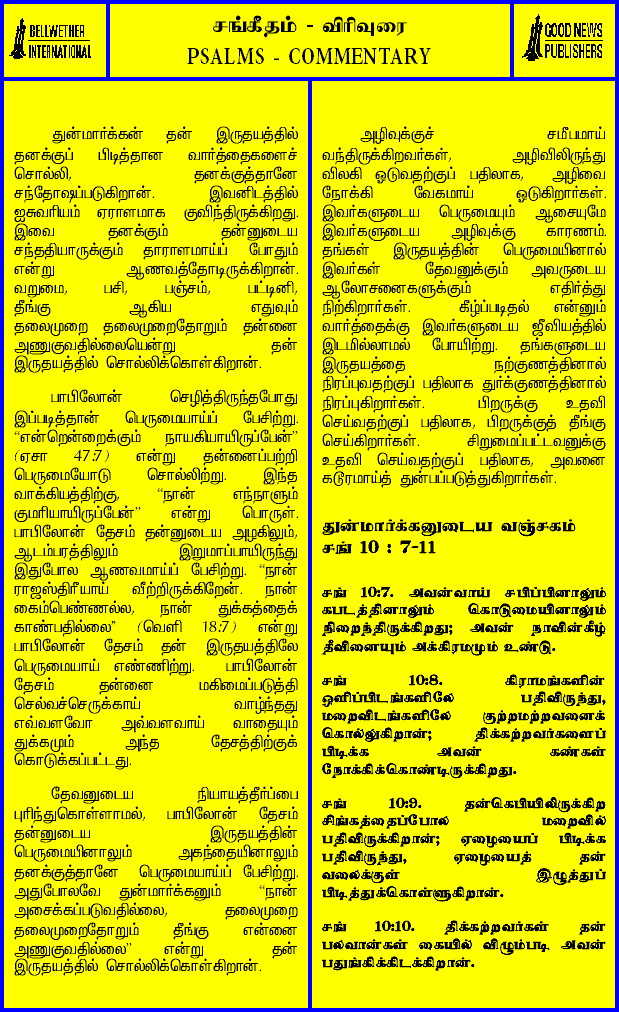 BELLWETHER
INTERNATIONAL
சங்கீதம் - விரிவுரை
PSALMS - COMMENTARY
GOOD NEWS
PUBLISHERS
துன்மார்க்கன் தன் இருதயத்தில்
தனக்குப் பிடித்தான வார்த்தைகளைச்
சொல்லி, தனக்குத்தானே
சந்தோஷப்படுகிறான். இவனிடத்தில்
ஐசுவரியம் ஏராளமாக குவிந்திருக்கிறது.
இவை தனக்கும் தன்னுடைய
சந்ததியாருக்கும் தாராளமாய்ப் போதும்
என்று ஆணவத்தோடிருக்கிறான்.
வறுமை, பசி, பஞ்சம், பட்டினி,
தீங்கு ஆகிய எதுவும்
தலைமுறை தலைமுறைதோறும் தன்னை
அணுகுவதில்லையென்று தன்
இருதயத்தில் சொல்லிக்கொள்கிறான்.
பாபிலோன் செழித்திருந்தபோது
இப்படித்தான் பெருமையாய்ப் பேசிற்று.
“என்றென்றைக்கும் நாயகியாயிருப்பேன்”
(ஏசா 47:7) என்று தன்னைப்பற்றி
பெருமையோடு சொல்லிற்று. இந்த
வாக்கியத்திற்கு, “நான் எந்நாளும்
குமரியாயிருப்பேன்” என்று பொருள்.
பாபிலோன் தேசம் தன்னுடைய அழகிலும்,
ஆடம்பரத்திலும் இறுமாப்பாயிருந்து
இதுபோல ஆணவமாய்ப் பேசிற்று. “நான்
ராஜஸ்திரீயாய் வீற்றிருக்கிறேன். நான்
கைம்பெண்ணல்ல, நான் துக்கத்தைக்
காண்பதில்லை” (வெளி 18:7) என்று
பாபிலோன் தேசம் தன் இருதயத்திலே
பெருமையாய் எண்ணிற்று. பாபிலோன்
தேசம் தன்னை மகிமைப்படுத்தி
செல்வச்செருக்காய் வாழ்ந்தது
எவ்வளவோ அவ்வளவாய் வாதையும்
துக்கமும் அந்த தேசத்திற்குக்
கொடுக்கப்பட்டது.
தேவனுடைய நியாயத்தீர்ப்பை
புரிந்துகொள்ளாமல், பாபிலோன் தேசம்
தன்னுடைய இருதயத்தின்
பெருமையினாலும் அகந்தையினாலும்
தனக்குத்தானே பெருமையாய்ப் பேசிற்று.
அதுபோலவே துன்மார்க்கனும் “நான்
அசைக்கப்படுவதில்லை, தலைமுறை
தலைமுறைதோறும் தீங்கு என்னை
அணுகுவதில்லை” என்று தன்
இருதயத்தில் சொல்லிக்கொள்கிறான்.
அழிவுக்குச் சமீபமாய்
வந்திருக்கிறவர்கள், அழிவிலிருந்து
விலகி ஓடுவதற்குப் பதிலாக, அழிவை
நோக்கி வேகமாய் ஓடுகிறார்கள்.
இவர்களுடைய பெருமையும் ஆசையுமே
இவர்களுடைய அழிவுக்கு காரணம்.
தங்கள் இருதயத்தின் பெருமையினால்
இவர்கள் தேவனுக்கும் அவருடைய
ஆலோசனைகளுக்கும் எதிர்த்து
நிற்கிறார்கள். கீழ்ப்படிதல் என்னும்
வார்த்தைக்கு இவர்களுடைய ஜீவியத்தில்
இடமில்லாமல் போயிற்று. தங்களுடைய
இருதயத்தை நற்குணத்தினால்
நிரப்புவதற்குப் பதிலாக துர்க்குணத்தினால்
நிரப்புகிறார்கள். பிறருக்கு உதவி
செய்வதற்குப் பதிலாக, பிறருக்குத் தீங்கு
செய்கிறார்கள். சிறுமைப்பட்டவனுக்கு
உதவி செய்வதற்குப் பதிலாக, அவனை
கடூரமாய்த் துன்பப்படுத்துகிறார்கள்.
துன்மார்க்கனுடைய வஞ்சகம்
சங் 10 : 7-11
சங் 10:7. அவன்வாய் சபிப்பினாலும்
கபடத்தினாலும் கொடுமையினாலும்
நிறைந்திருக்கிறது; அவன் நாவின்கீழ்
தீவினையும் அக்கிரமமும் உண்டு.
சங் 10:8. கிராமங்களின்
ஒளிப்பிடங்களிலே பதிவிருந்து,
மறைவிடங்களிலே குற்றமற்றவனைக்
கொல்லுகிறான்; திக்கற்றவர்களைப்
பிடிக்க அவன் கண்கள்
நோக்கிக்கொண்டிருக்கிறது.
சங் 10:9. தன்கெபியிலிருக்கிற
சிங்கத்தைப்போல மறைவில்
பதிவிருக்கிறான்; ஏழையைப் பிடிக்க
பதிவிருந்து, ஏழையைத் தன்
வலைக்குள் இழுத்துப்
பிடித்துக்கொள்ளுகிறான்.
சங் 10:10. திக்கற்றவர்கள் தன்
பலவான்கள் கையில் விழும்படி அவன்
பதுங்கிக்கிடக்கிறான்.